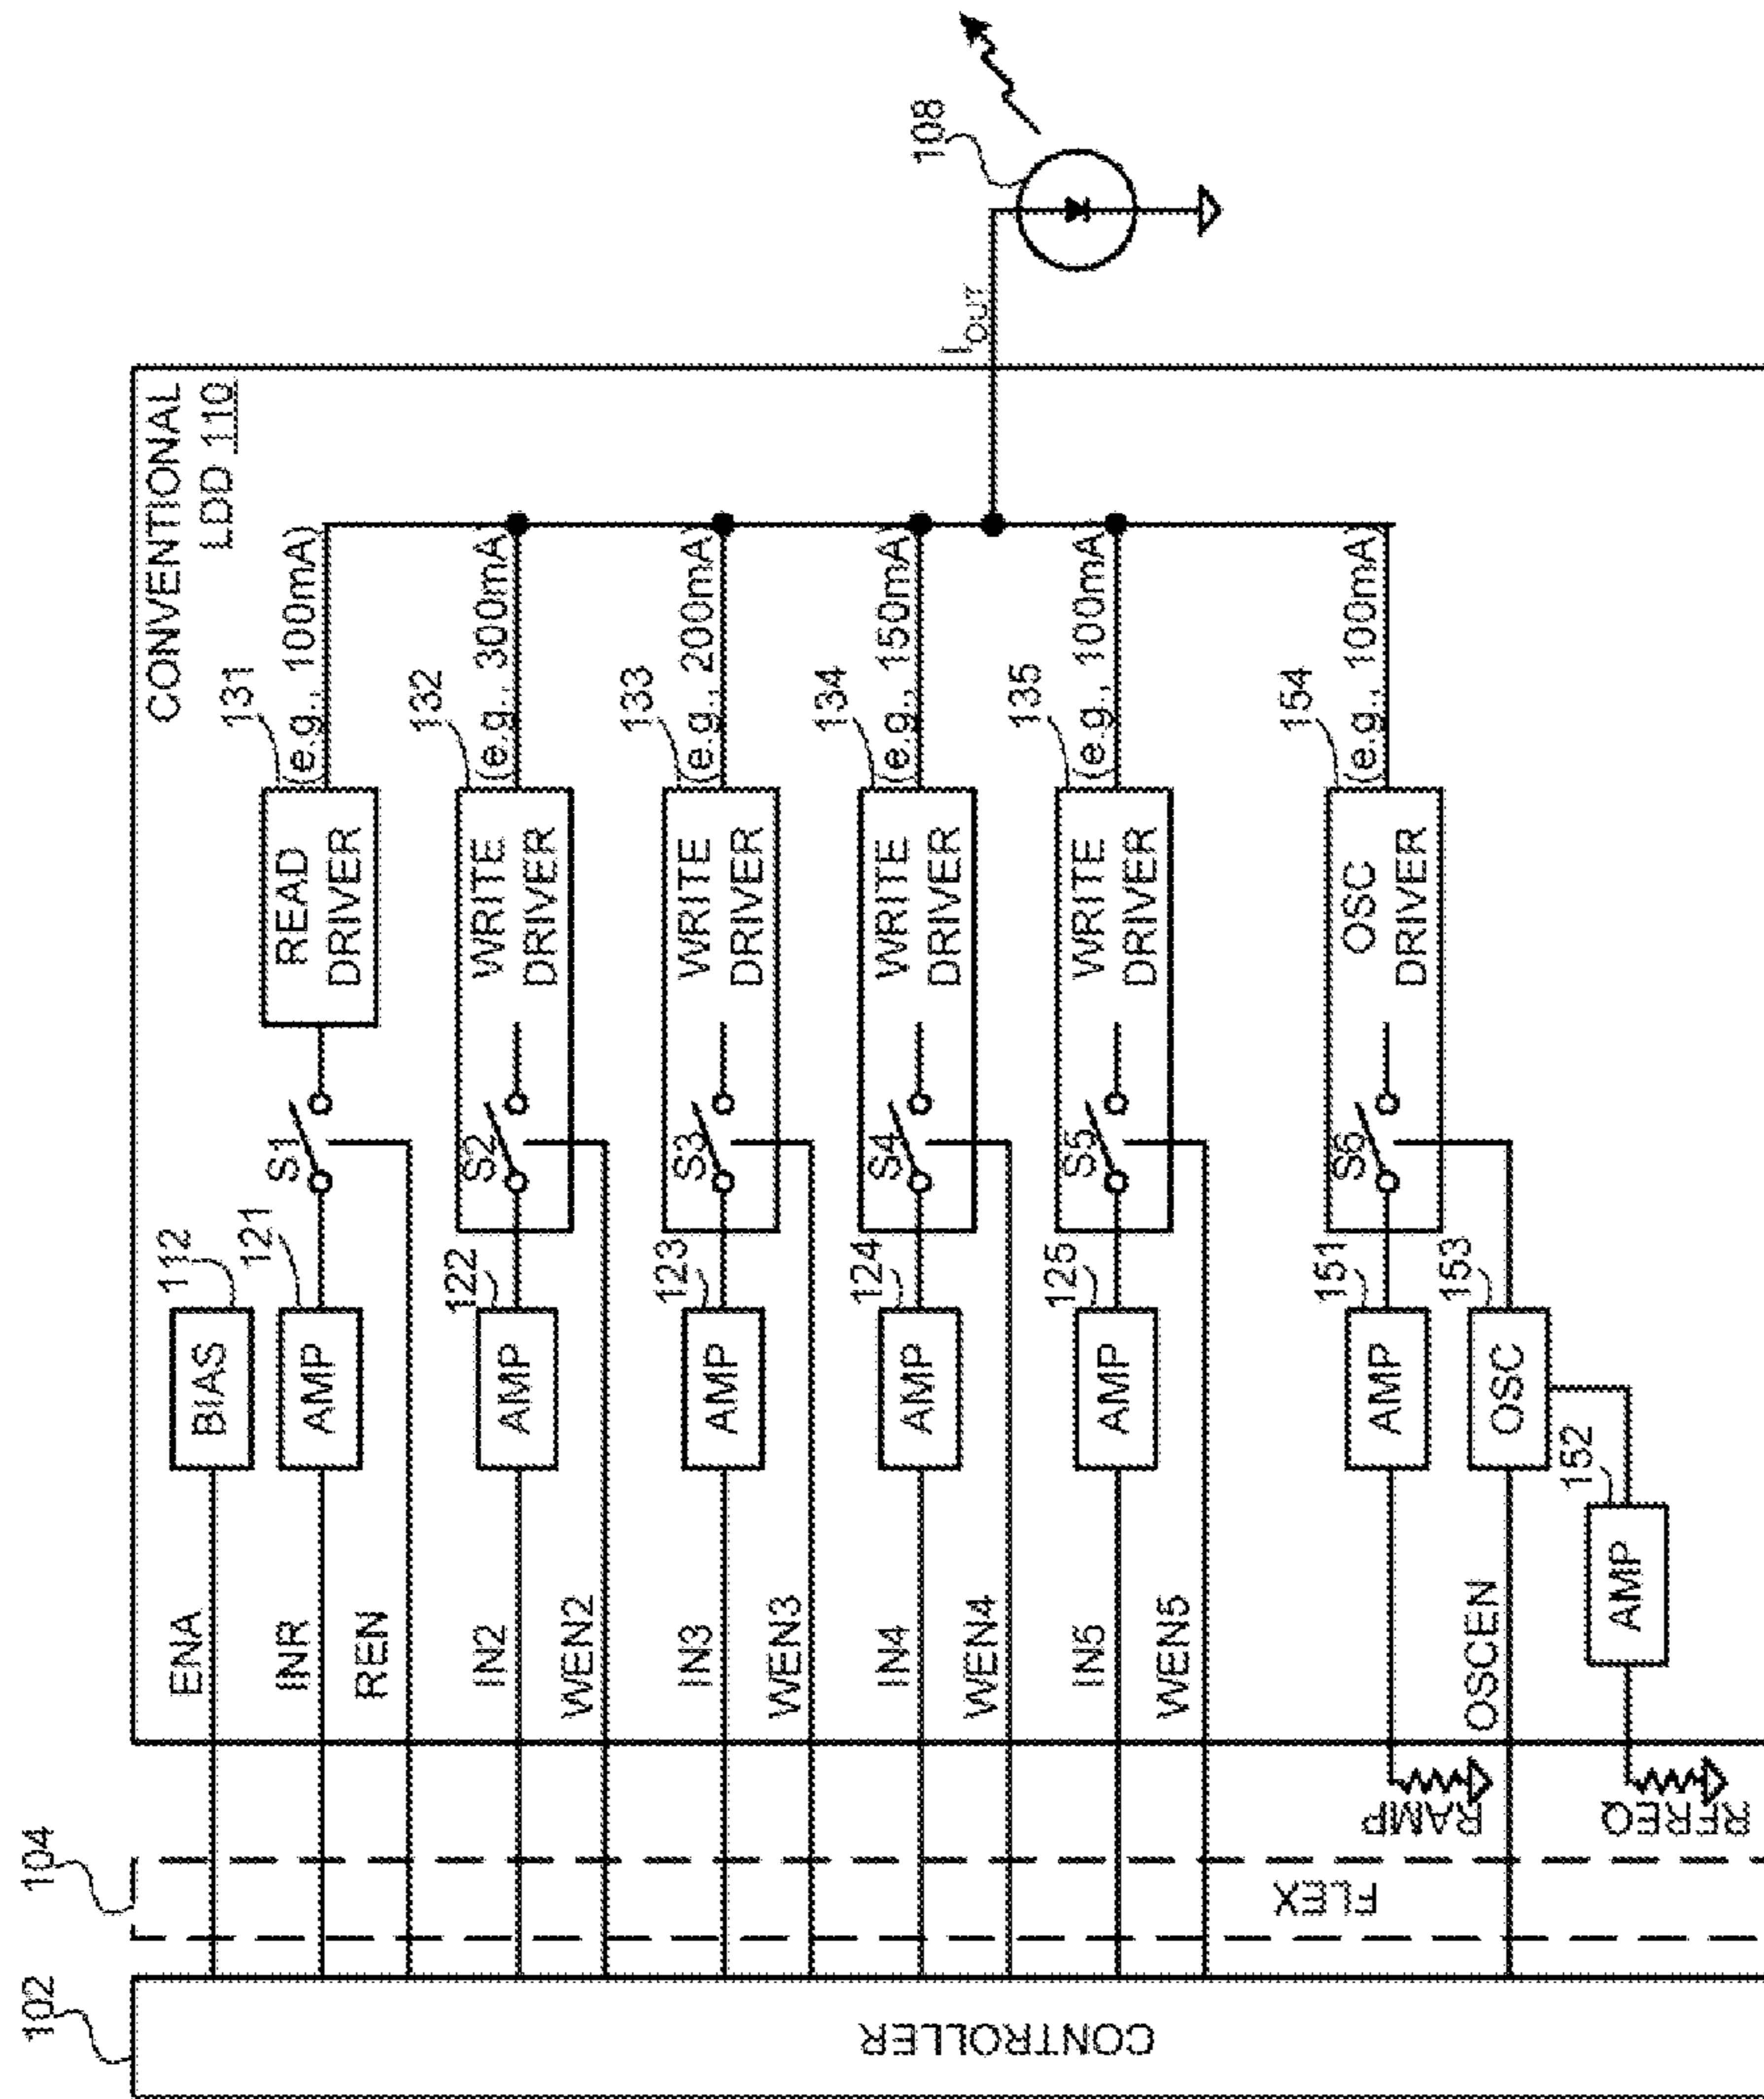 102
104
CONTROLLER
FLEX
CONVENTIONAL
LDD 110
ENA
BIAS
112
INR
AMP
121
S1
READ
DRIVER
131
(e.g., 100mA)
REN
IN2
AMP
122
S2
WRITE
DRIVER
132
(e.g., 300mA)
WEN2
IN3
AMP
123
S3
WRITE
DRIVER
133
(e.g., 200mA)
WEN3
IN4
AMP
124
S4
WRITE
DRIVER
134
(e.g., 150mA)
WEN4
IN5
AMP
125
S5
WRITE
DRIVER
135
(e.g., 100mA)
WEN5
RAMP
AMP
151
S6
OSC
DRIVER
154
(e.g., 100mA)
OSCEN
OSC
153
RFREQ
AMP
152
IOUT
108